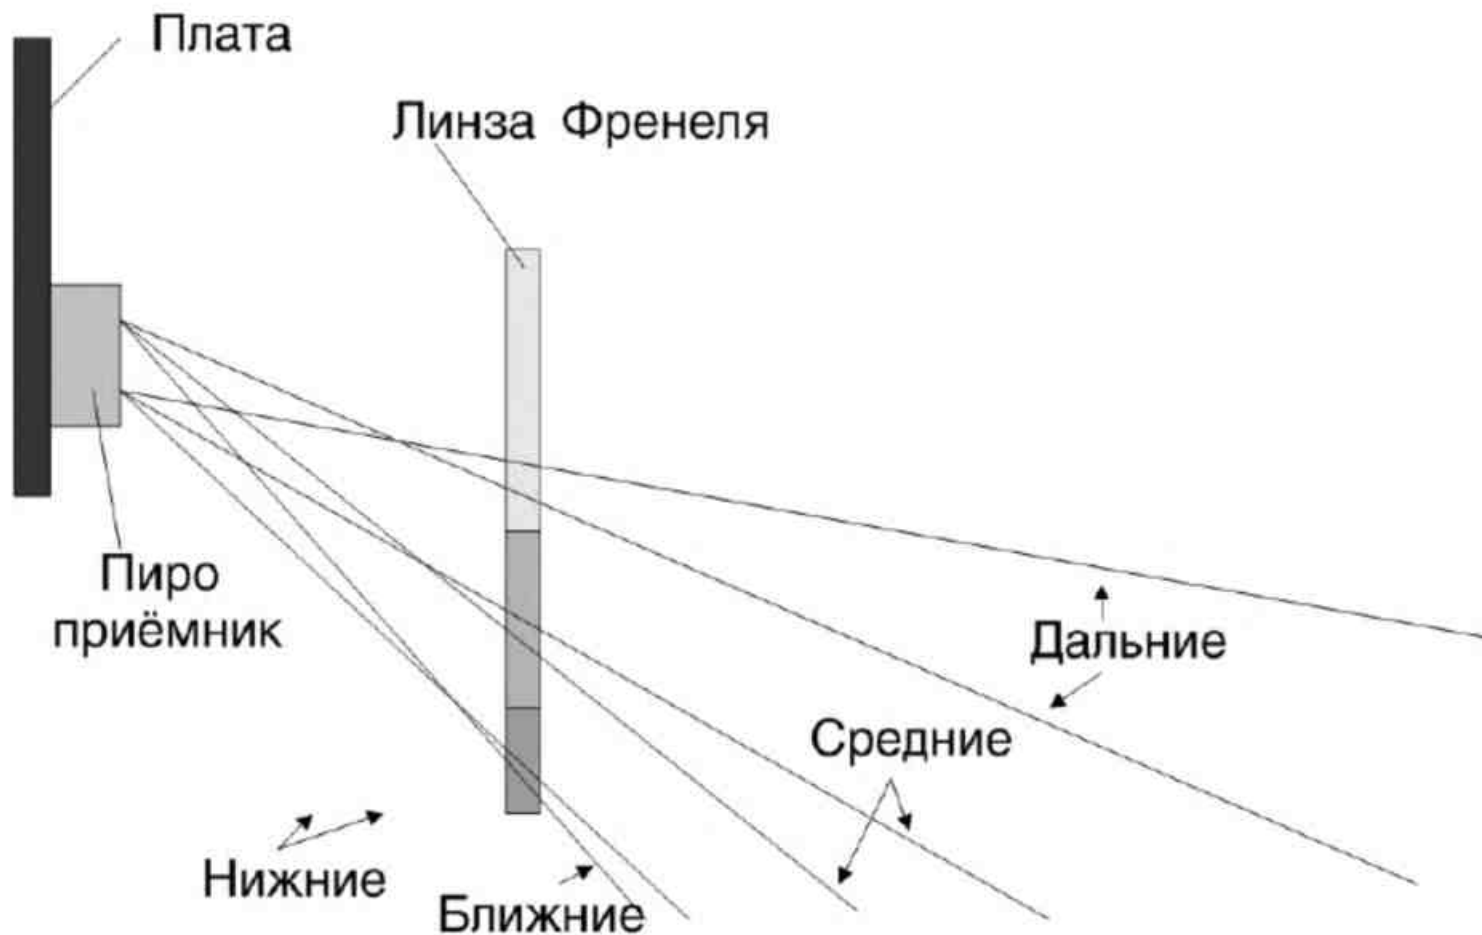 Плата
Линза Френеля
Пиро
приёмник
Дальние
Средние
Нижние
Ближние